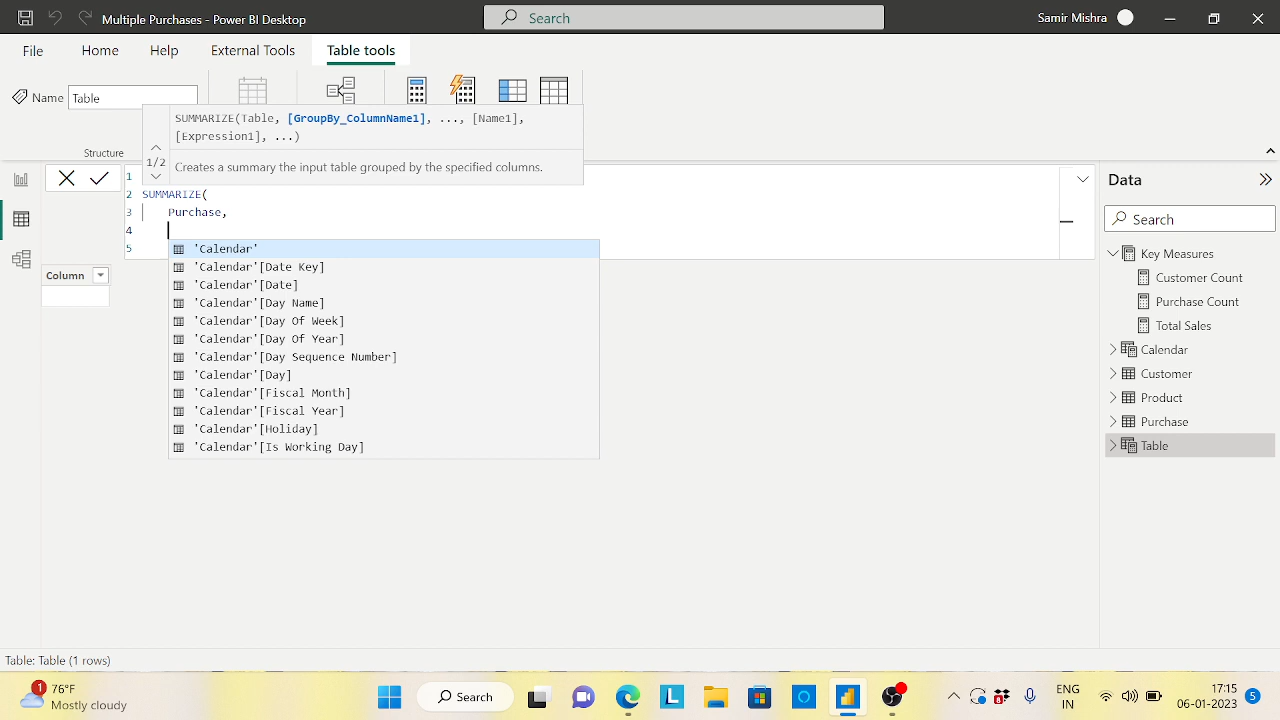 Multiple Purchases - Power BI Desktop
Search
Samir Mishra
File
Home
Help
External Tools
Table tools
Name
Table
Structure
SUMMARIZE(Table, [GroupBy_ColumnName1], ..., [Name1],
[Expression1], ...)
1/2
Creates a summary the input table grouped by the specified columns.
1
2 SUMMARIZE(
3 Purchase,
4
5
'Calendar'
'Calendar'[Date Key]
'Calendar'[Date]
'Calendar'[Day Name]
'Calendar'[Day Of Week]
'Calendar'[Day Of Year]
'Calendar'[Day Sequence Number]
'Calendar'[Day]
'Calendar'[Fiscal Month]
'Calendar'[Fiscal Year]
'Calendar'[Holiday]
'Calendar'[Is Working Day]
Column
Data
Search
Key Measures
Customer Count
Purchase Count
Total Sales
Calendar
Customer
Product
Purchase
Table
Table: Table (1 rows)
1
76°F
Mostly cloudy
Search
L
6
ENG
IN
17:15
06-01-2023
5